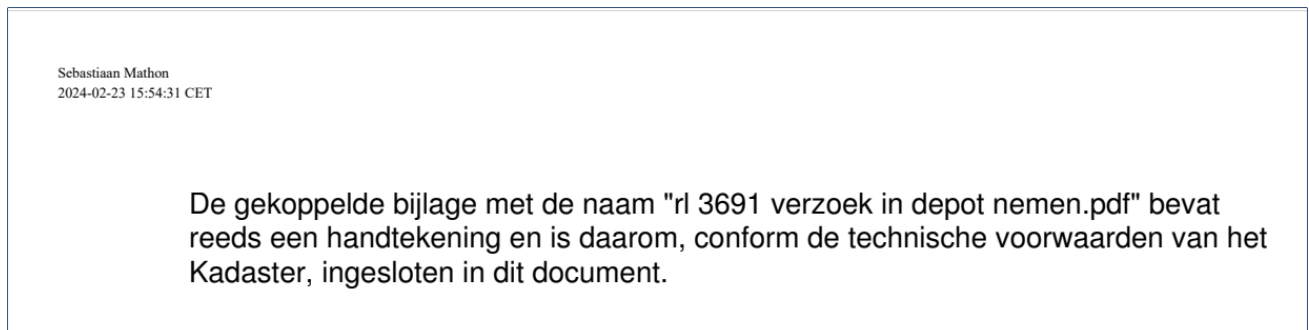 Sebastiaan Mathon
2024-02-23 15:54:31 CET
De gekoppelde bijlage met de naam "rl 3691 verzoek in depot nemen.pdf" bevat
reeds een handtekening en is daarom, conform de technische voorwaarden van het
Kadaster, ingesloten in dit document.